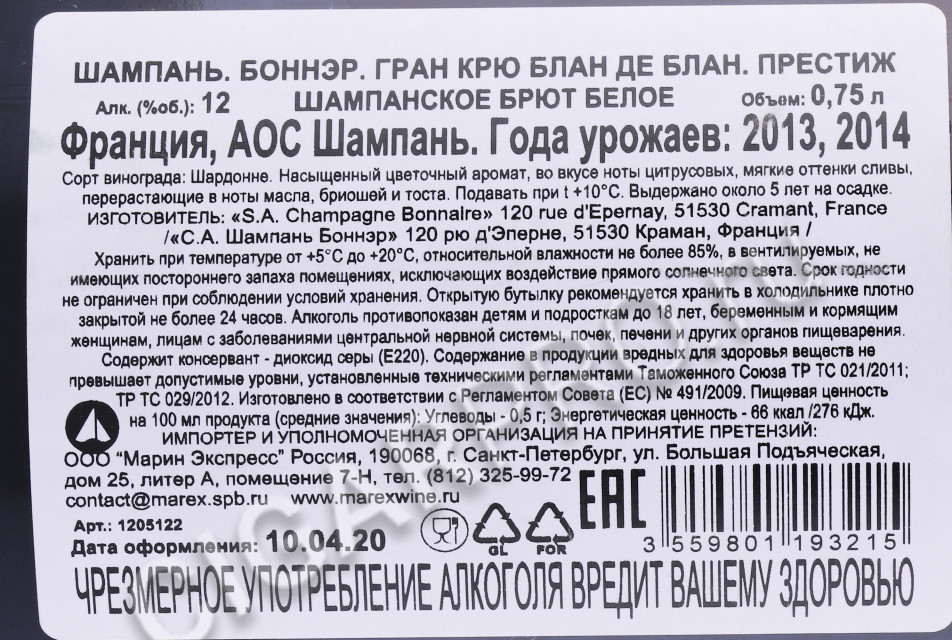 ШАМПАНЬ. БОННЭР. ГРАН КРЮ БЛАН ДЕ БЛАН. ПРЕСТИЖ
Алк. (%об.): 12 ШАМПАНСКОЕ БРЮТ БЕЛОЕ Объем: 0,75 л
Франция, АОС Шампань. Года урожаев: 2013, 2014
Сорт винограда: Шардонне. Насыщенный цветочный аромат, во вкусе ноты цитрусовых, мягкие оттенки сливы,
перерастающие в ноты масла, бриошей и тоста. Подавать при t +10°C. Выдержано около 5 лет на осадке.
ИЗГОТОВИТЕЛЬ: «S.A. Champagne Bonnaire» 120 rue d'Epernay, 51530 Cramant, France
/«С.А. Шампань Боннэр» 120 рю д'Эперне, 51530 Краман, Франция /
Хранить при температуре от +5°C до +20°C, относительной влажности не более 85%, в вентилируемых, не
имеющих постороннего запаха помещениях, исключающих воздействие прямого солнечного света. Срок годности
не ограничен при соблюдении условий хранения. Открытую бутылку рекомендуется хранить в холодильнике плотно
закрытой не более 24 часов. Алкоголь противопоказан детям и подросткам до 18 лет, беременным и кормящим
женщинам, лицам с заболеваниями центральной нервной системы, почек, печени и других органов пищеварения.
Содержит консервант - диоксид серы (Е220). Содержание в продукции вредных для здоровья веществ не
превышает допустимые уровни, установленные техническими регламентами Таможенного Союза ТР ТС 021/2011;
ТР ТС 029/2012. Изготовлено в соответствии с Регламентом Совета (ЕС) № 491/2009. Пищевая ценность
на 100 мл продукта (средние значения): Углеводы - 0,5 г; Энергетическая ценность - 66 ккал /276 кДж.
ИМПОРТЕР И УПОЛНОМОЧЕННАЯ ОРГАНИЗАЦИЯ НА ПРИНЯТИЕ ПРЕТЕНЗИЙ:
ООО "Марин Экспресс" Россия, 190068, г. Санкт-Петербург, ул. Большая Подъяческая,
дом 25, литер А, помещение 7-Н, тел. (812) 325-99-72
contact@marex.spb.ru www.marexwine.ru
Арт.: 1205122
Дата оформления: 10.04.20
GL FOR
EAC
3 559801 193215
ЧРЕЗМЕРНОЕ УПОТРЕБЛЕНИЕ АЛКОГОЛЯ ВРЕДИТ ВАШЕМУ ЗДОРОВЬЮ
CIGARPRO.ru